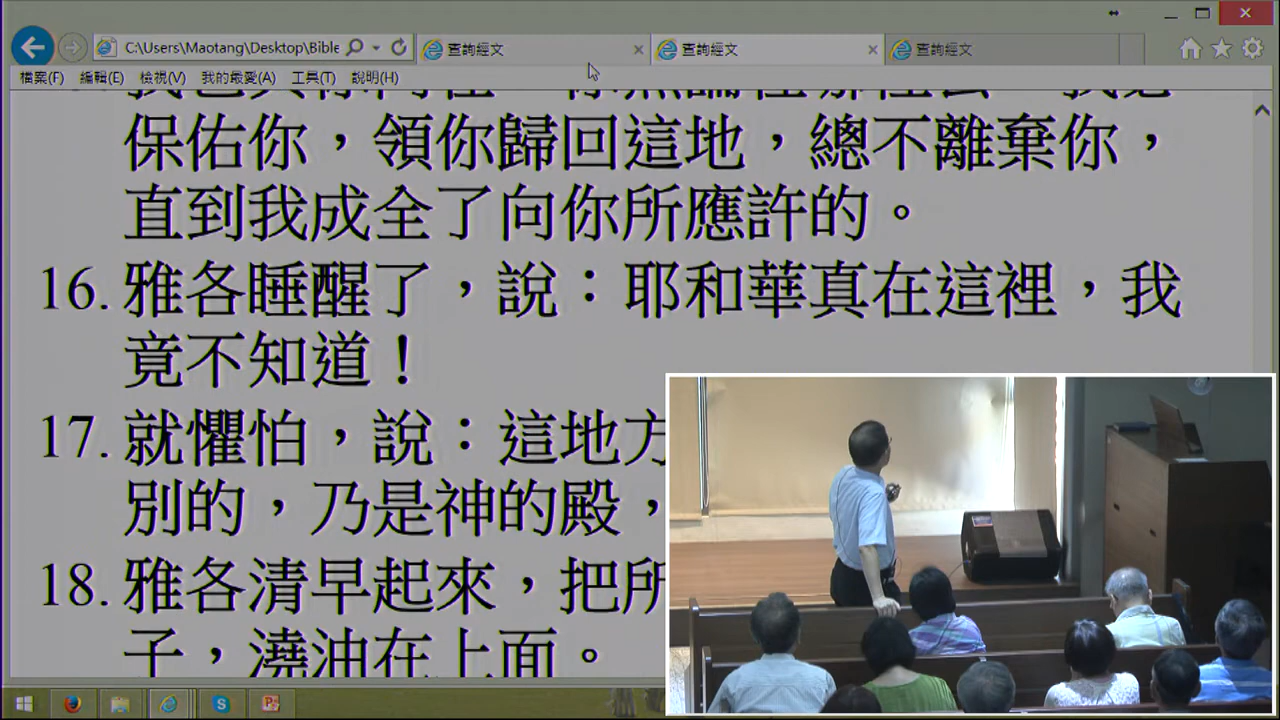 C:\Users\Maotang\Desktop\Bible
查詢經文
查詢經文
查詢經文
檔案(F) 編輯(E) 檢視(V) 我的最愛(A) 工具(T) 說明(H)
保佑你，領你歸回這地，總不離棄你，
直到我成全了向你所應許的。
16. 雅各睡醒了，說：耶和華真在這裡，我
竟不知道！
17. 就懼怕，說：這地方
別的，乃是神的殿，
18. 雅各清早起來，把所
子，澆油在上面。